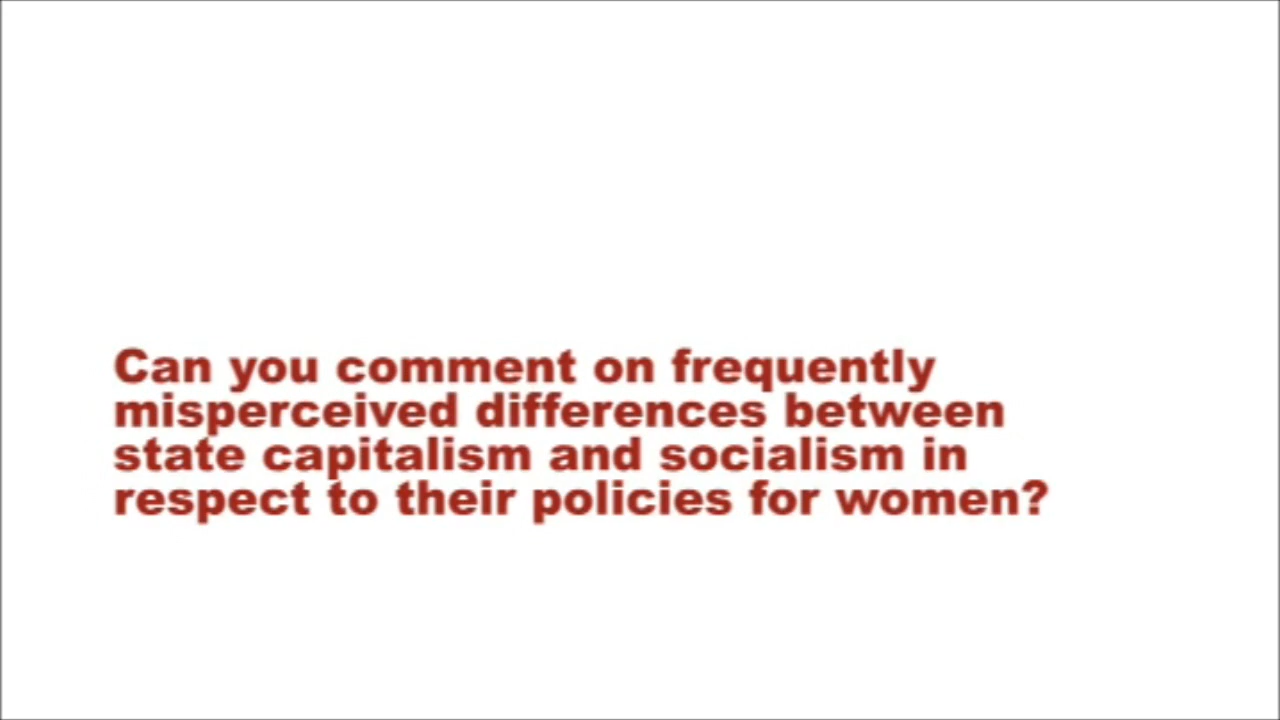 Can you comment on frequently
misperceived differences between
state capitalism and socialism in
respect to their policies for women?